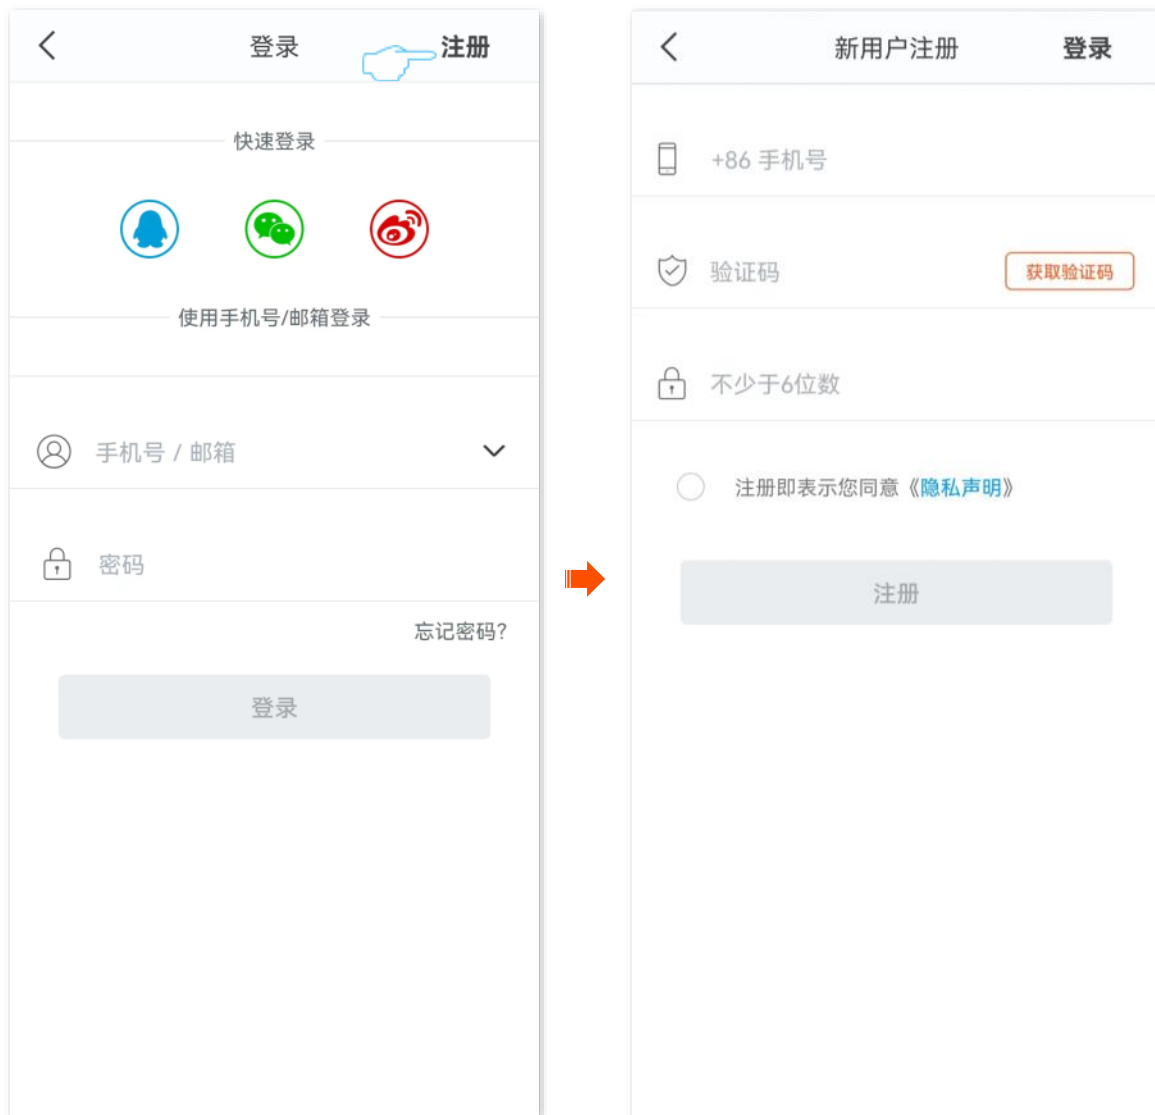 登录
注册
快速登录
使用手机号/邮箱登录
手机号 / 邮箱
密码
忘记密码?
登录
新用户注册
登录
+86 手机号
验证码
获取验证码
不少于6位数
注册即表示您同意《隐私声明》
注册